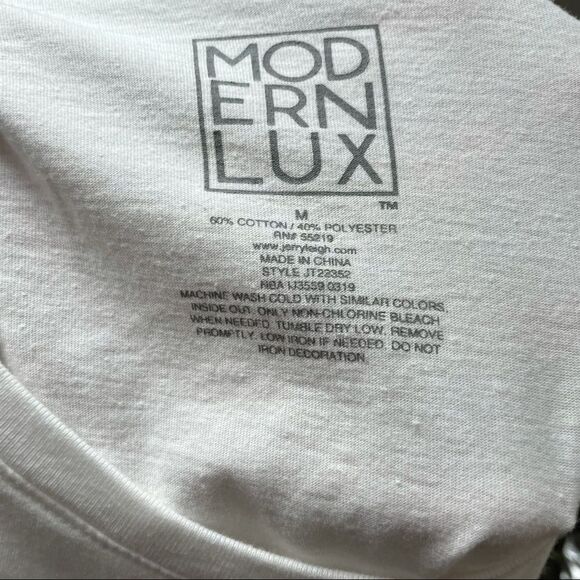 MOD
ERN
LUX
TM
M
60% COTTON / 40% POLYESTER
RN# 55219
www.jerryleigh.com
MADE IN CHINA
STYLE JT22352
NBA IJ3559 0319
MACHINE WASH COLD WITH SIMILAR COLORS,
INSIDE OUT. ONLY NON-CHLORINE BLEACH
WHEN NEEDED. TUMBLE DRY LOW. REMOVE
PROMPTLY. LOW IRON IF NEEDED. DO NOT
IRON DECORATION.